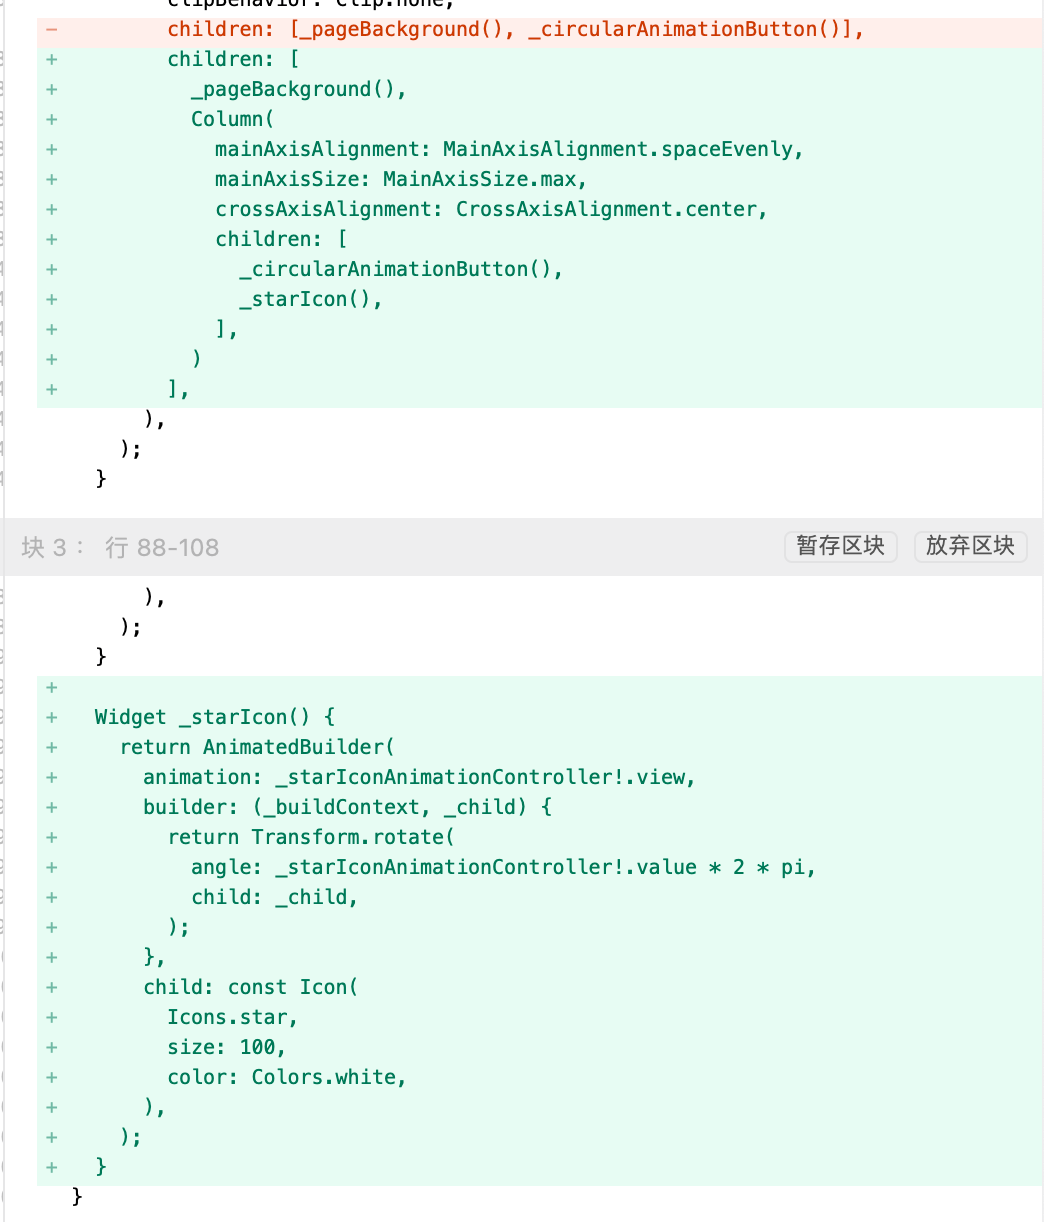 clipBehavior: Clip.none,
- children: [_pageBackground(), _circularAnimationButton()],
+ children: [
+ _pageBackground(),
+ Column(
+ mainAxisAlignment: MainAxisAlignment.spaceEvenly,
+ mainAxisSize: MainAxisSize.max,
+ crossAxisAlignment: CrossAxisAlignment.center,
+ children: [
+ _circularAnimationButton(),
+ _starIcon(),
+ ],
+ )
+ ],
),
);
}
块 3： 行 88-108 暂存区块 放弃区块
),
);
}
+
+ Widget _starIcon() {
+ return AnimatedBuilder(
+ animation: _starIconAnimationController!.view,
+ builder: (_buildContext, _child) {
+ return Transform.rotate(
+ angle: _starIconAnimationController!.value * 2 * pi,
+ child: _child,
+ );
+ },
+ child: const Icon(
+ Icons.star,
+ size: 100,
+ color: Colors.white,
+ ),
+ );
+ }
}